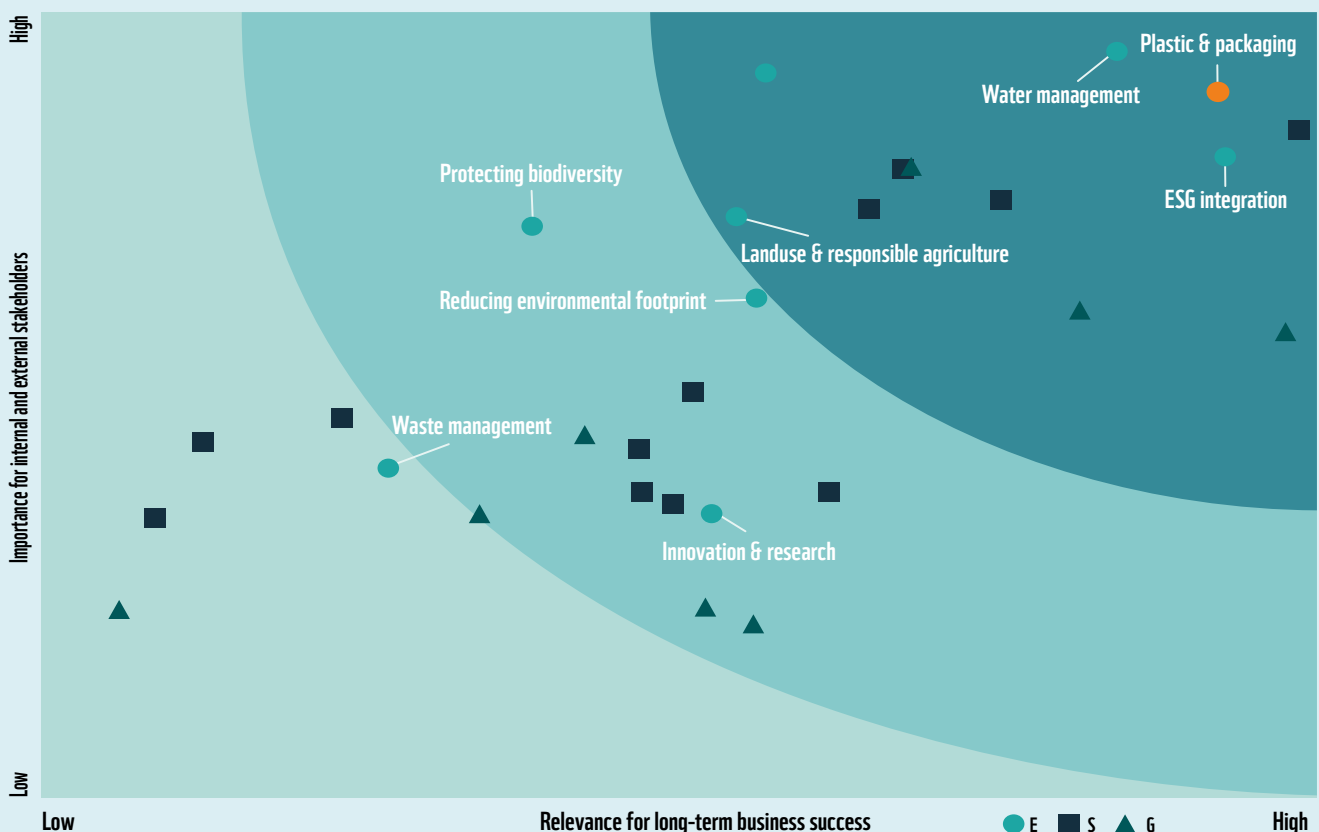 High
Plastic & packaging
Water management
Protecting biodiversity
ESG integration
Landuse & responsible agriculture
Reducing environmental footprint
Importance for internal and external stakeholders
Waste management
Innovation & research
Low
Low
Relevance for long-term business success
E
S
G
High